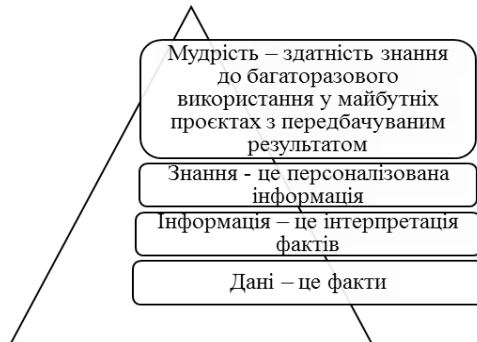 Мудрість – здатність знання
до багаторазового
використання у майбутніх
проєктах з передбачуваним
результатом
Знання - це персоналізована
інформація
Інформація – це інтерпретація
фактів
Дані – це факти